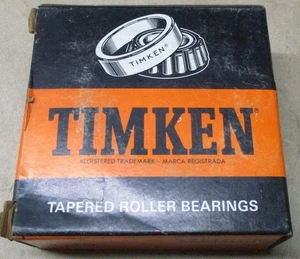 TIMKEN
TIMKEN®
REGISTERED TRADEMARK – MARCA REGISTRADA
TAPERED ROLLER BEARINGS